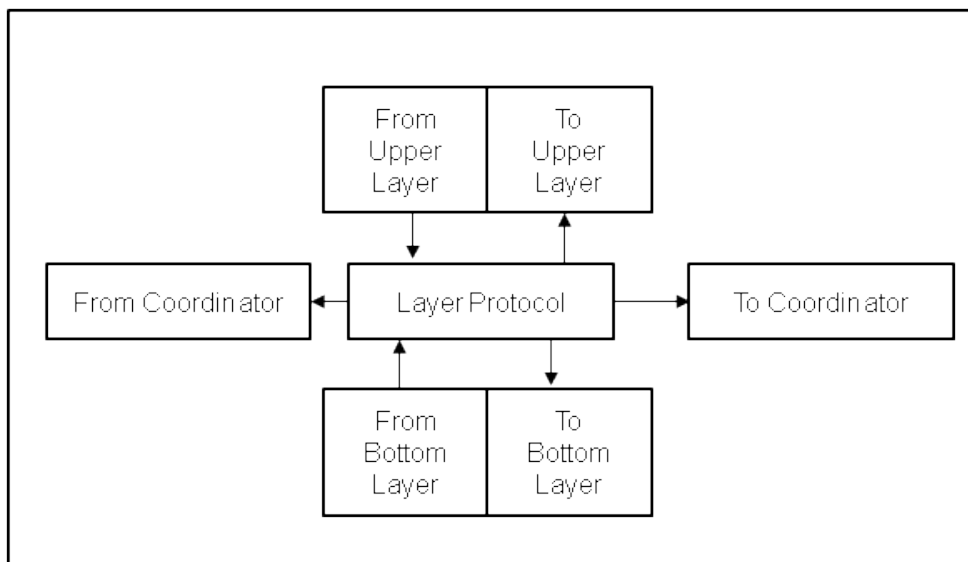 From
Upper
Layer
To
Upper
Layer
From Coordinator
Layer Protocol
To Coordinator
From
Bottom
Layer
To
Bottom
Layer